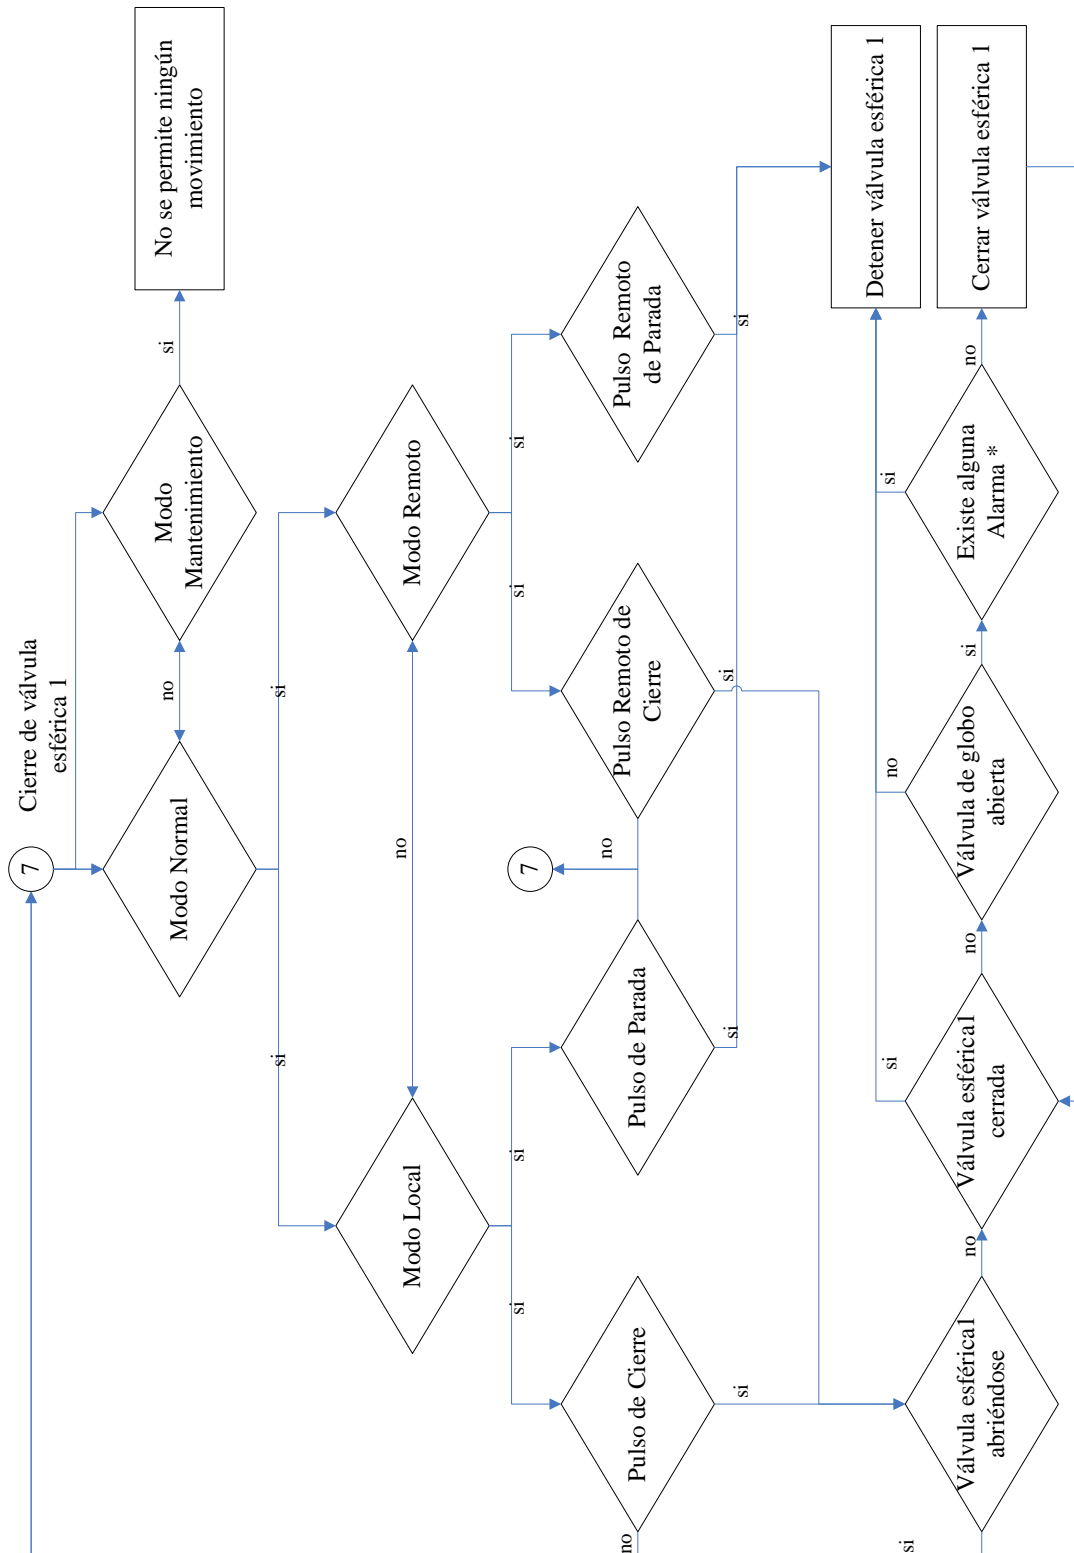 7
Cierre de válvula
esférica 1
Modo Normal
no
Modo
Mantenimiento
si
No se permite ningún
movimiento
si
si
Modo Local
no
Modo Remoto
si
si
si
si
Pulso de Cierre
Pulso de Parada
7
no
Pulso Remoto de
Cierre
Pulso Remoto
de Parada
no
si
si
si
si
Válvula esférical
abriéndose
si
no
Válvula esférical
cerrada
si
no
Válvula de globo
abierta
no
si
Existe alguna
Alarma *
si
no
Detener válvula esférica 1
Cerrar válvula esférica 1